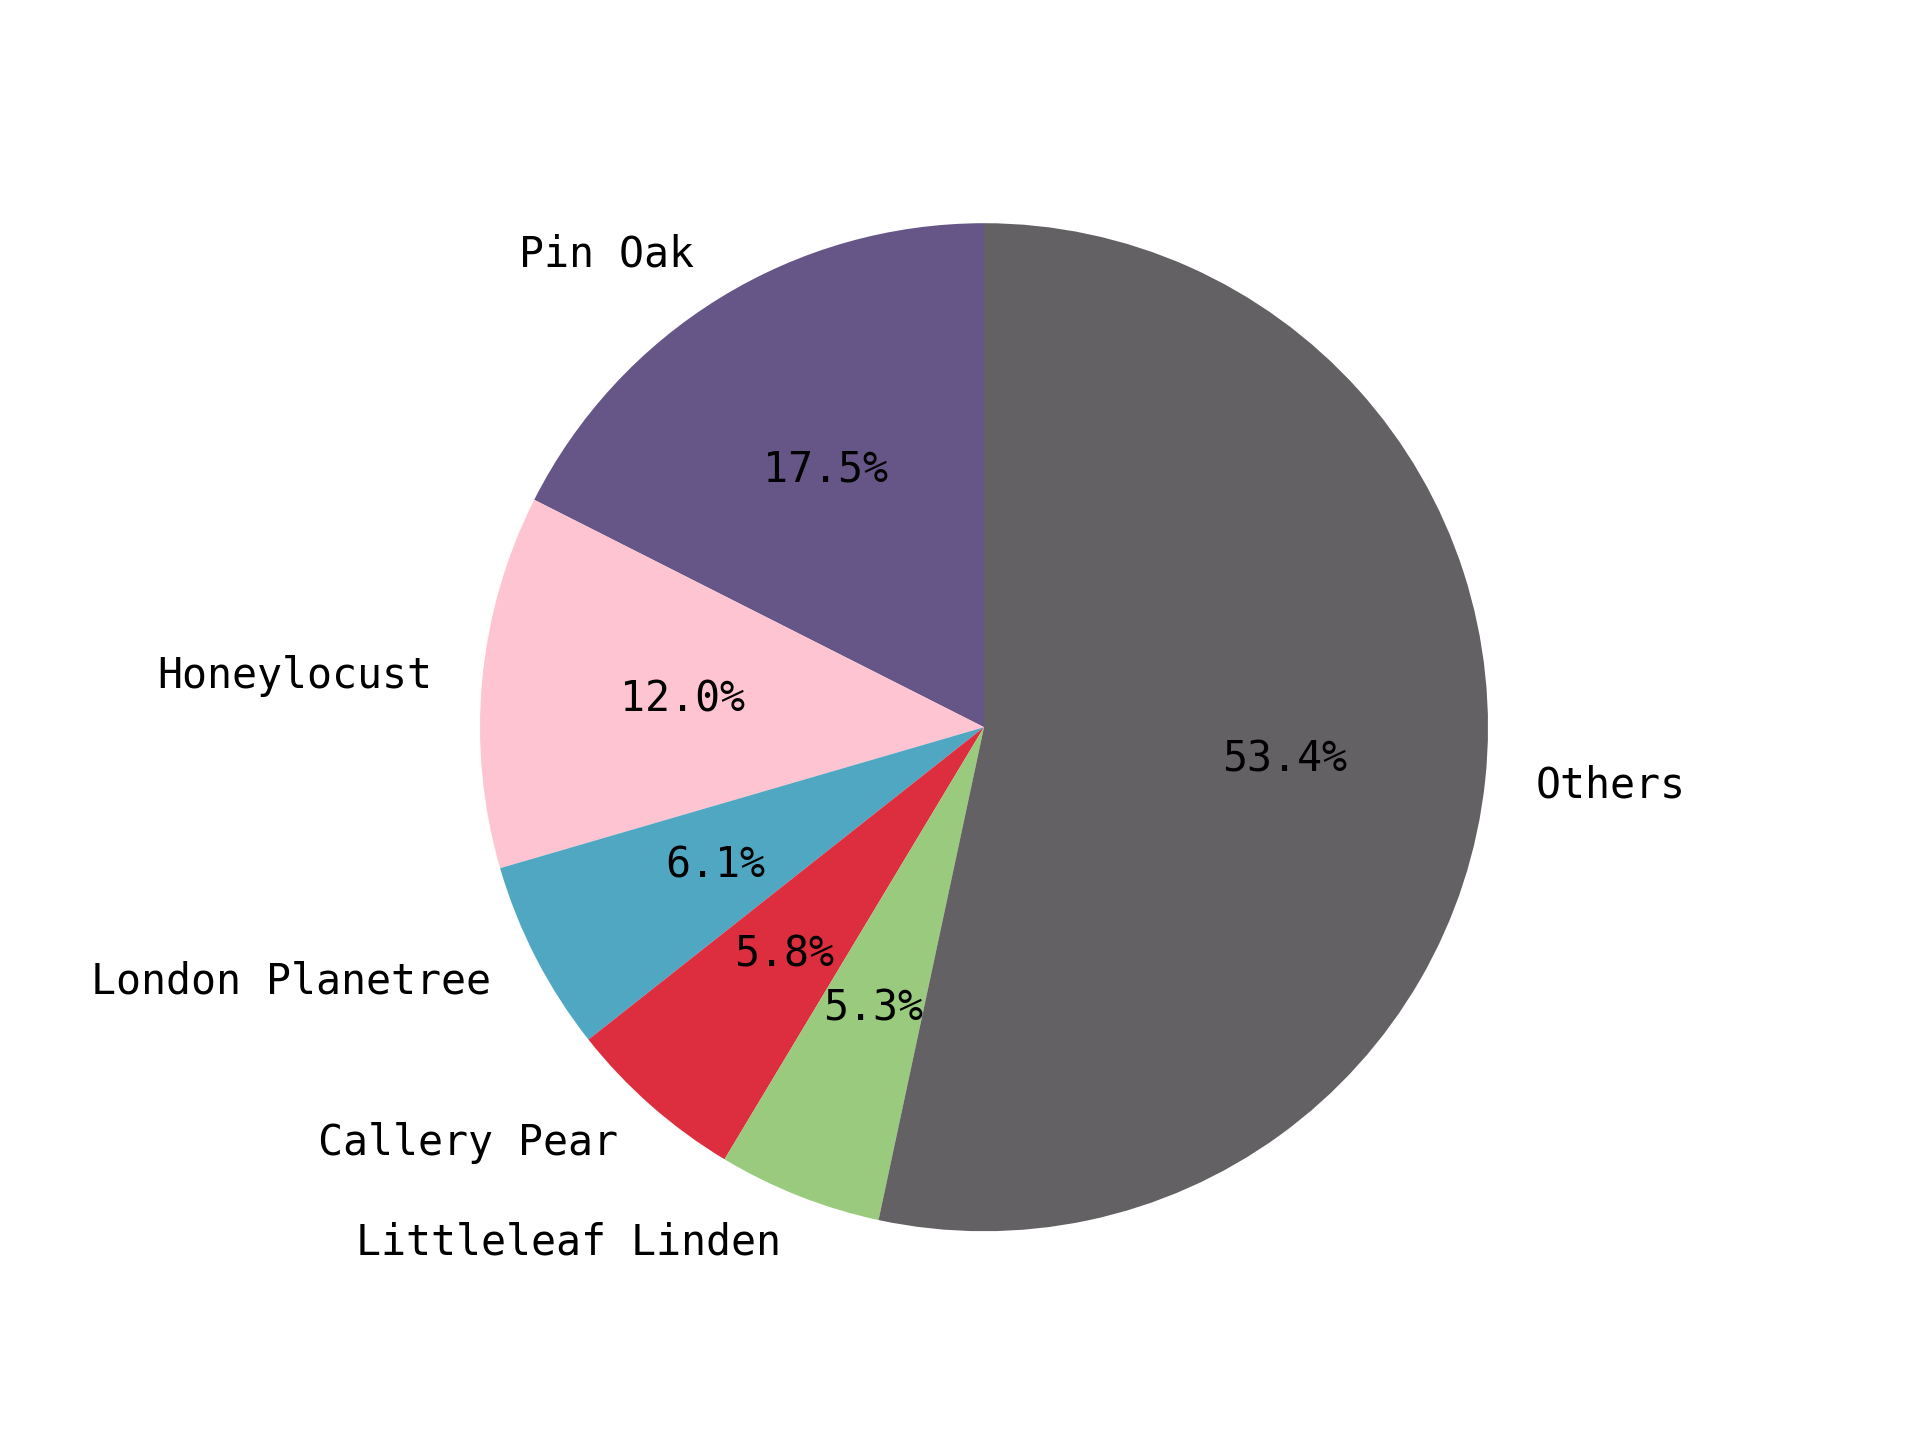 Pin Oak
17.5%
Honeylocust
12.0%
53.4%
Others
6.1%
London Planetree
5.8%
5.3%
Callery Pear
Littleleaf Linden